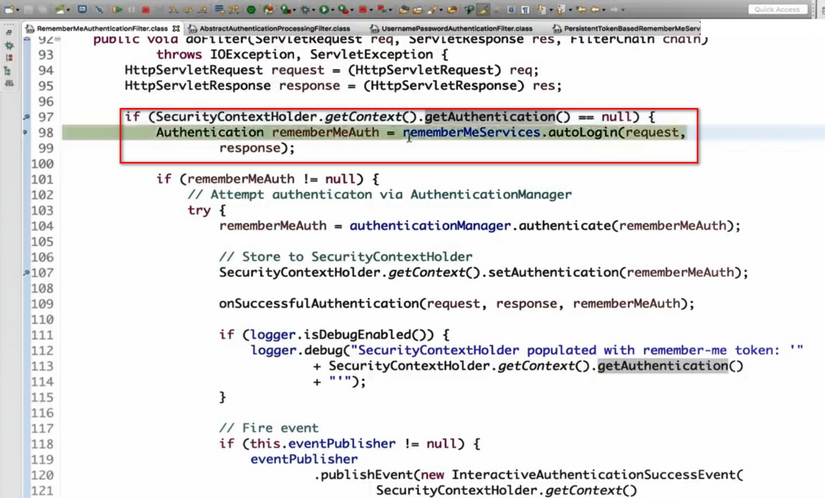 Quick Access
RememberMeAuthenticationFilter.class
AbstractAuthenticationProcessingFilter.class
UsernamePasswordAuthenticationFilter.class
PersistentTokenBasedRememberMeServ
92 public void doFilter(ServletRequest req, ServletResponse res, FilterChain chain)
93 throws IOException, ServletException {
94 HttpServletRequest request = (HttpServletRequest) req;
95 HttpServletResponse response = (HttpServletResponse) res;
96
97 if (SecurityContextHolder.getContext().getAuthentication() == null) {
98 Authentication rememberMeAuth = rememberMeServices.autoLogin(request,
99 response);
100
101 if (rememberMeAuth != null) {
102 // Attempt authenticaton via AuthenticationManager
103 try {
104 rememberMeAuth = authenticationManager.authenticate(rememberMeAuth);
105
106 // Store to SecurityContextHolder
107 SecurityContextHolder.getContext().setAuthentication(rememberMeAuth);
108
109 onSuccessfulAuthentication(request, response, rememberMeAuth);
110
111 if (logger.isDebugEnabled()) {
112 logger.debug("SecurityContextHolder populated with remember-me token: '"
113 + SecurityContextHolder.getContext().getAuthentication()
114 + "'");
115 }
116
117 // Fire event
118 if (this.eventPublisher != null) {
119 eventPublisher
120 .publishEvent(new InteractiveAuthenticationSuccessEvent(
121 SecurityContextHolder.getContext()